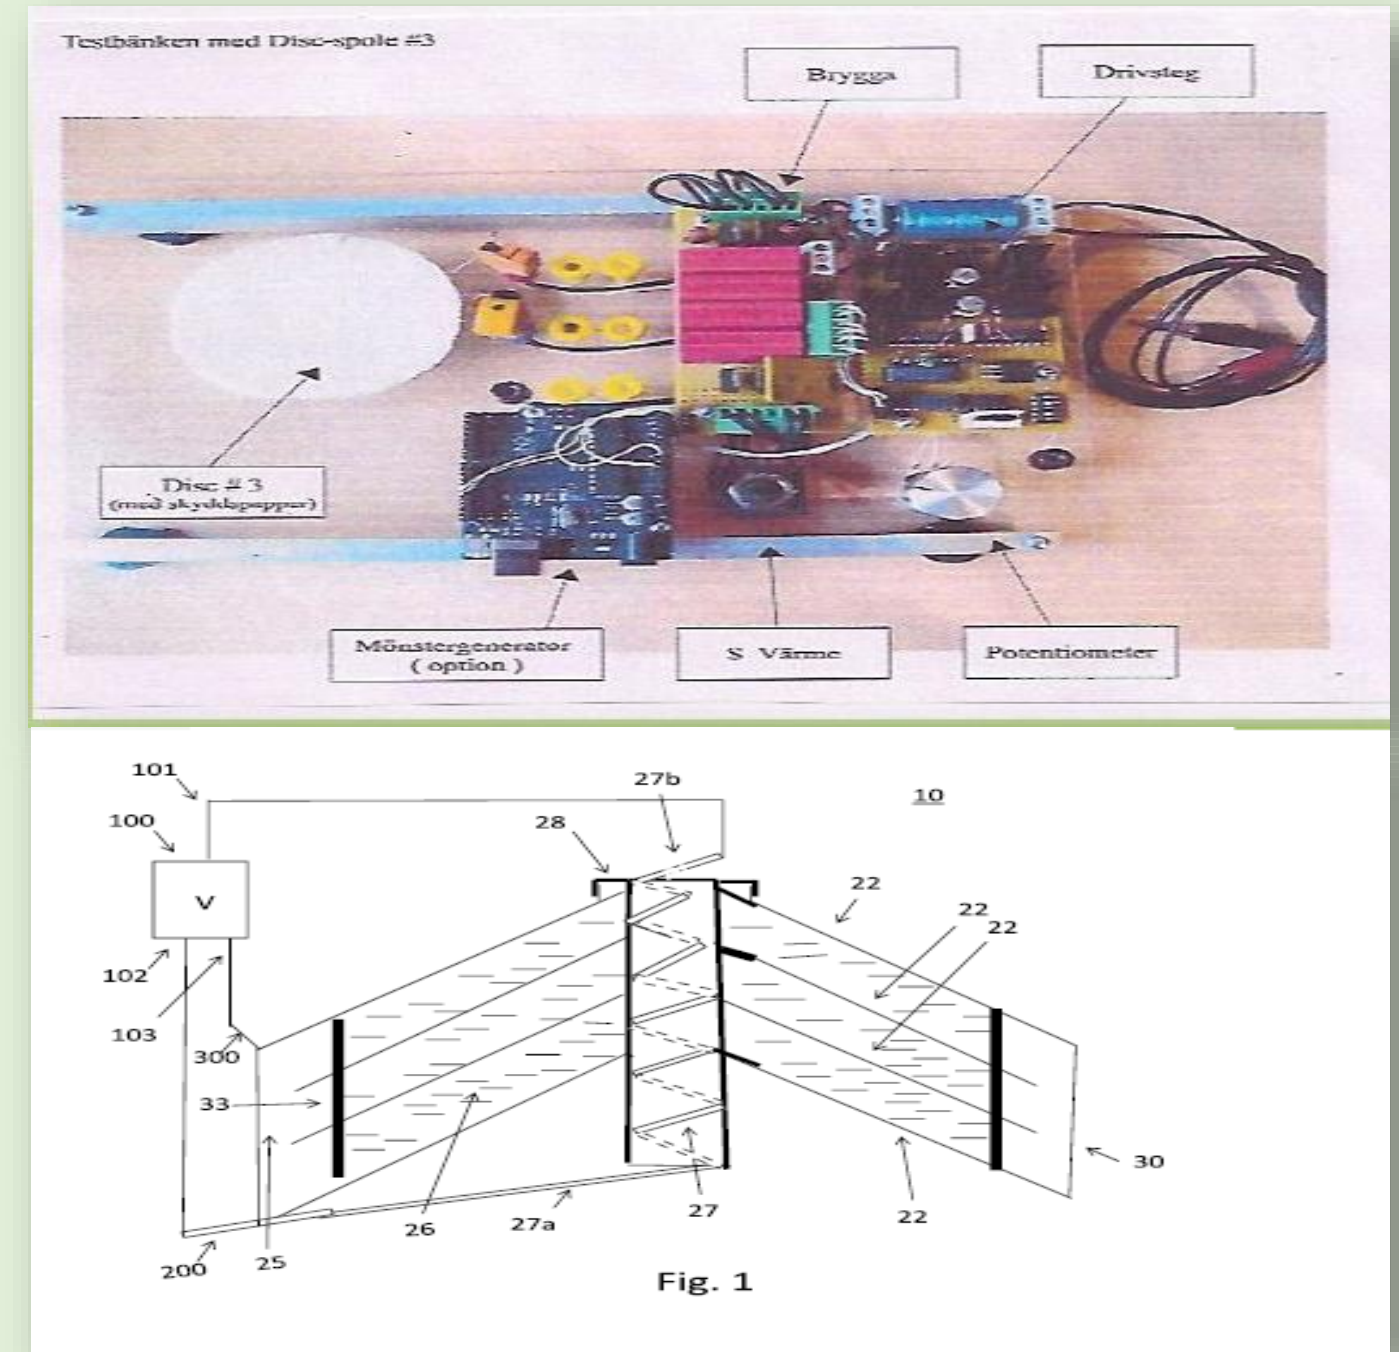 Testbänken med Disc-spole #3
Brygga
Drivsteg
Disc # 3
(med skyddspapper)
Mönstergenerator
( option )
S Värme
Potentiometer
101
27b
10
100
28
22
V
22
22
102
103
300
33
30
26
27a
27
22
200
25
Fig. 1